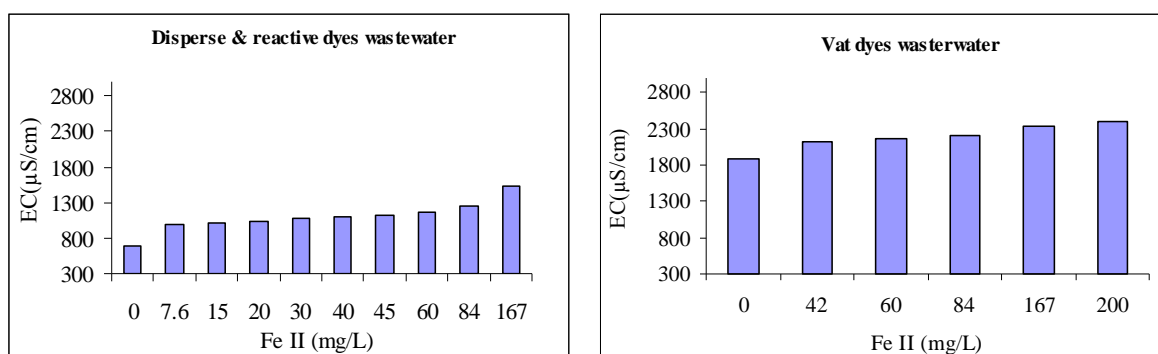 Disperse & reactive dyes wastewater
EC(µS/cm)
2800
2300
1800
1300
800
300
0 7.6 15 20 30 40 45 60 84 167
Fe II (mg/L)
Vat dyes wasterwater
EC(µS/cm)
2800
2300
1800
1300
800
300
0 42 60 84 167 200
Fe II (mg/L)